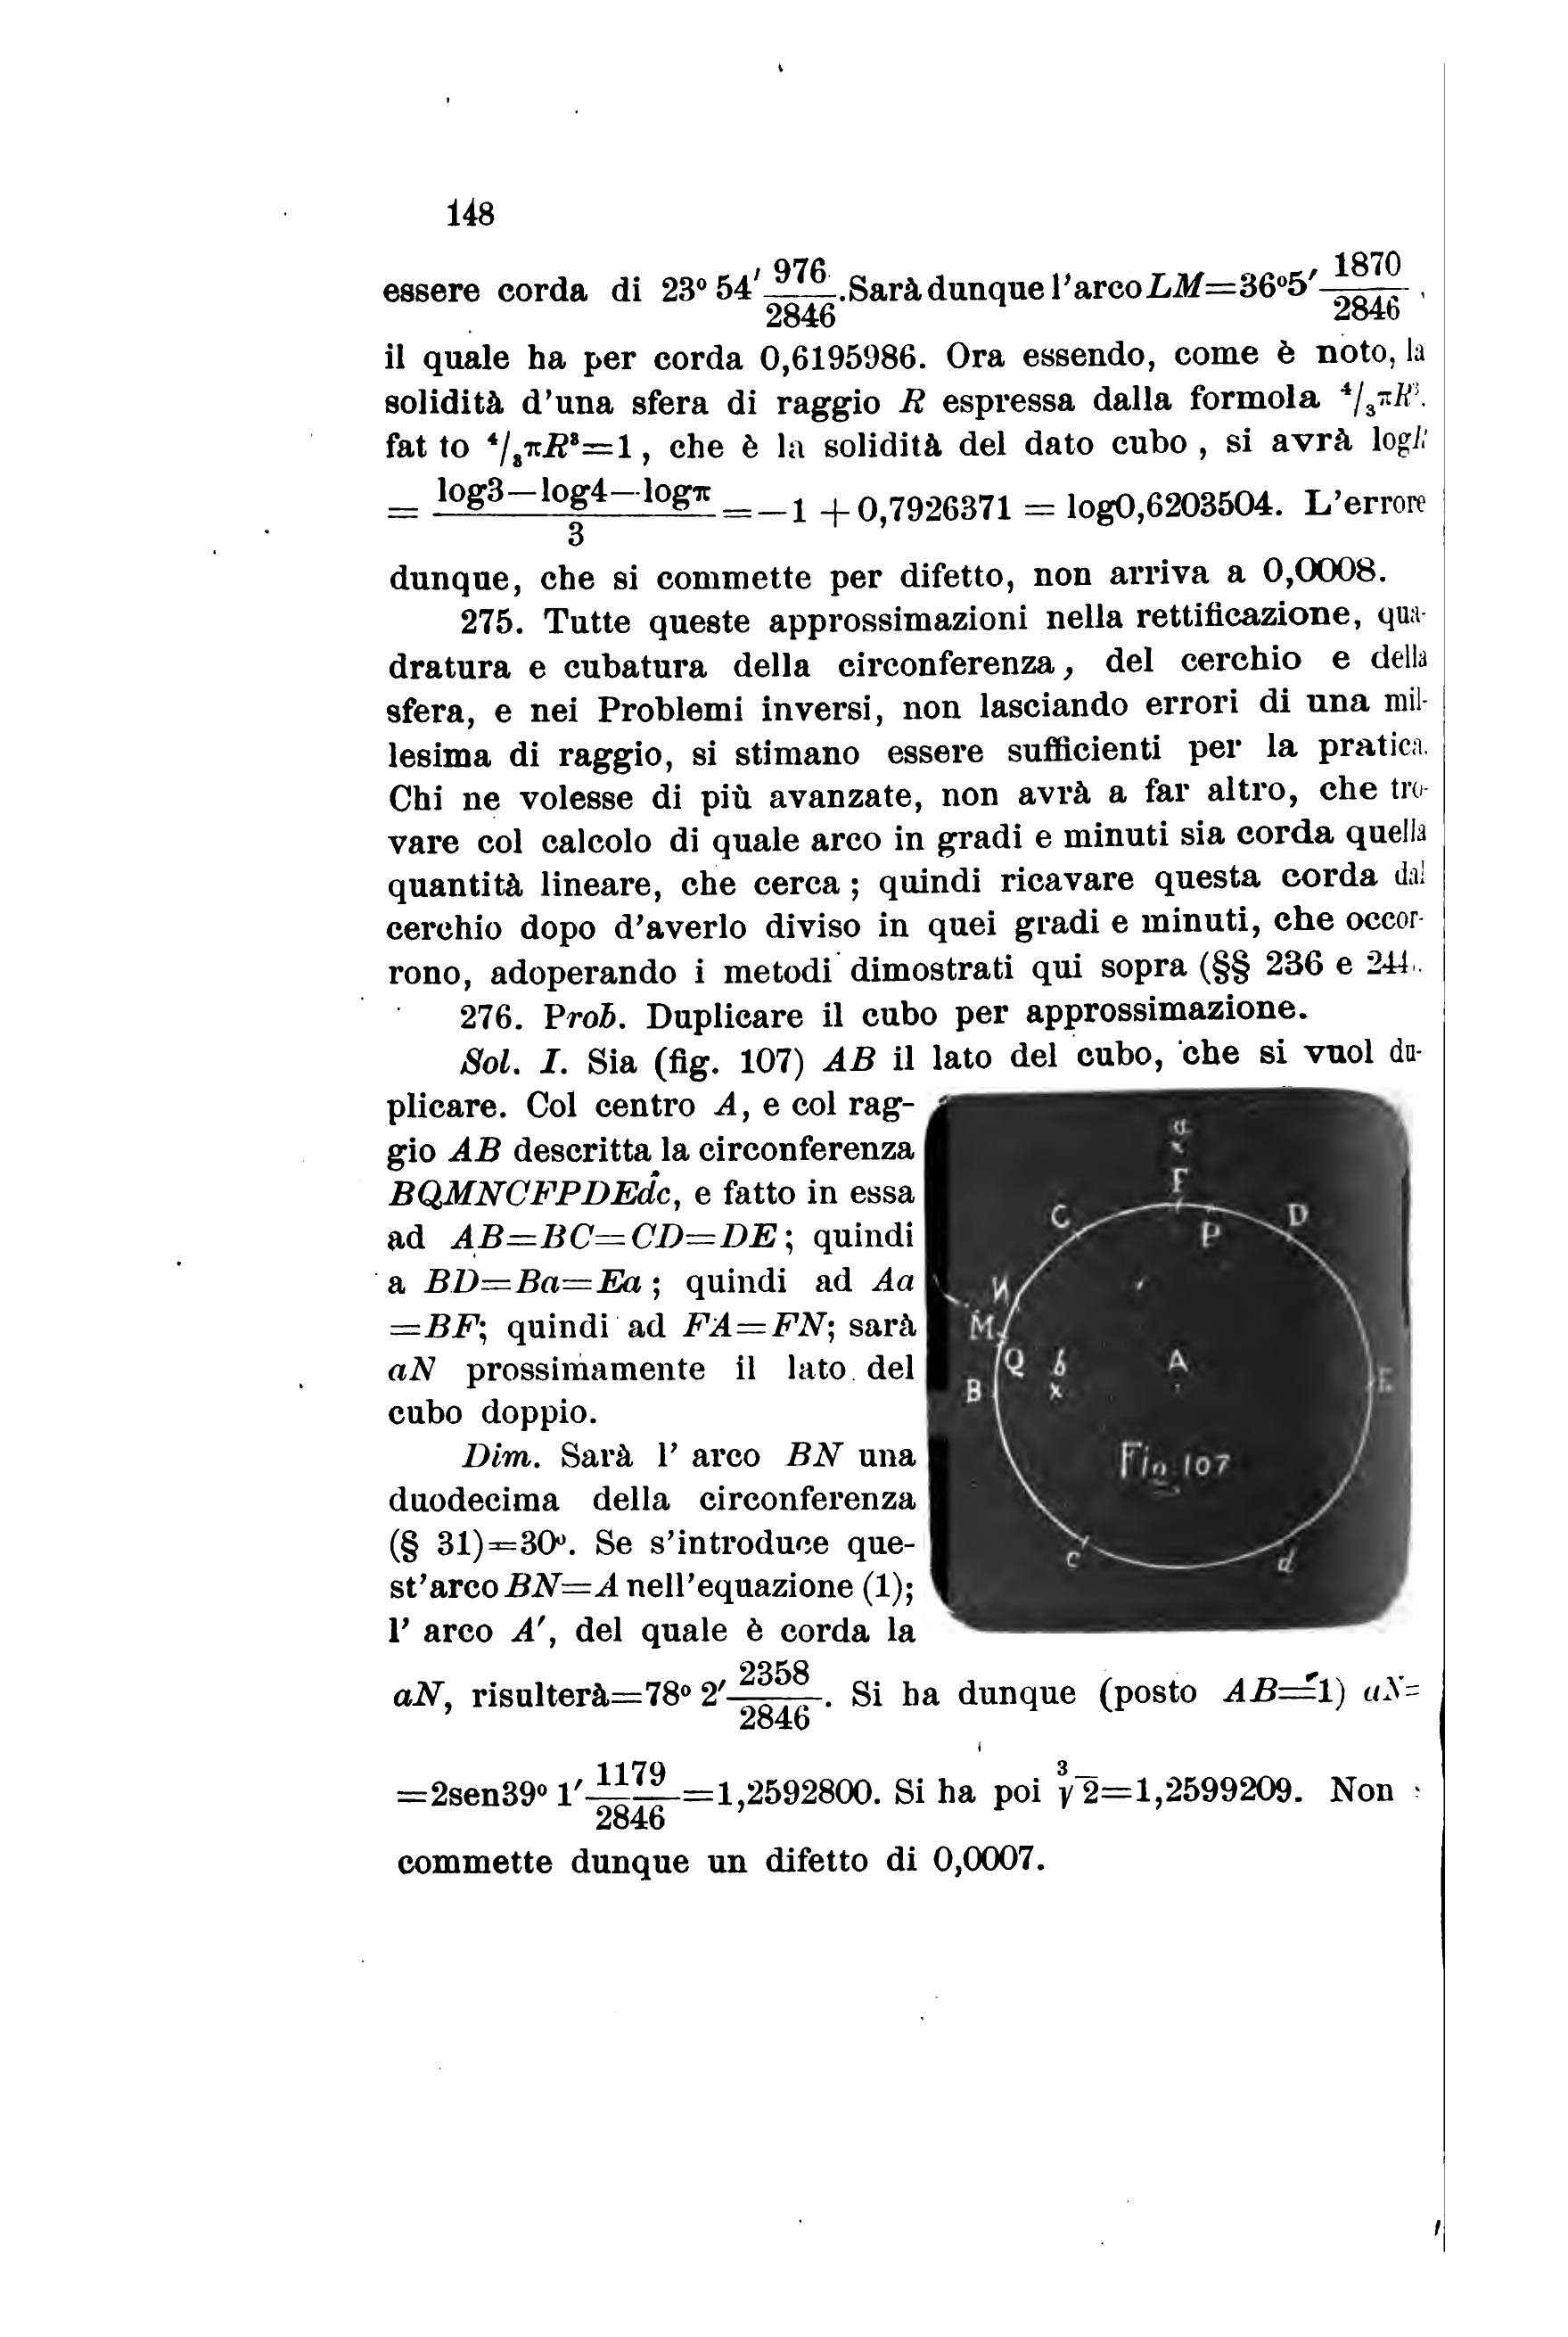 148
essere corda di 23º 54′ 976/2846. Sarà dunque l'arco LM=36º5′ 1870/2846,
il quale ha per corda 0,6195986. Ora essendo, come è noto, la
solidità d'una sfera di raggio R espressa dalla formola ⁴/₃πR³.
fat to ⁴/₃πR³=1, che è la solidità del dato cubo, si avrà logR
= (log3—log4—logπ)/3 =—1 +0,7926371 = log0,6203504. L'errore
dunque, che si commette per difetto, non arriva a 0,0008.
275. Tutte queste approssimazioni nella rettificazione, qua-
dratura e cubatura della circonferenza, del cerchio e della
sfera, e nei Problemi inversi, non lasciando errori di una mil-
lesima di raggio, si stimano essere sufficienti per la pratica.
Chi ne volesse di più avanzate, non avrà a far altro, che tro-
vare col calcolo di quale arco in gradi e minuti sia corda quella
quantità lineare, che cerca; quindi ricavare questa corda dal
cerchio dopo d'averlo diviso in quei gradi e minuti, che occor-
rono, adoperando i metodi dimostrati qui sopra (§§ 236 e 244.
276. Prob. Duplicare il cubo per approssimazione.
Sol. I. Sia (fig. 107) AB il lato del cubo, che si vuol du-
plicare. Col centro A, e col rag-
gio AB descritta la circonferenza
BQMNCFPDEdc, e fatto in essa
ad AB=BC=CD=DE; quindi
a BD=Ba=Ea; quindi ad Aa
=BF; quindi ad FA=FN; sarà
aN prossimamente il lato del
cubo doppio.
Dim. Sarà l' arco BN una
duodecima della circonferenza
(§ 31)=30º. Se s'introduce que-
st'arco BN=A nell'equazione (1);
l' arco A′, del quale è corda la
a
F
C
D
P
N
M
Q
b
A
B
E
Fig. 107
c
d
aN, risulterà=78º 2′ 2358/2846. Si ha dunque (posto AB=1) aN=
=2sen39º 1′ 1179/2846=1,2592800. Si ha poi ∛2=1,2599209. Non
commette dunque un difetto di 0,0007.